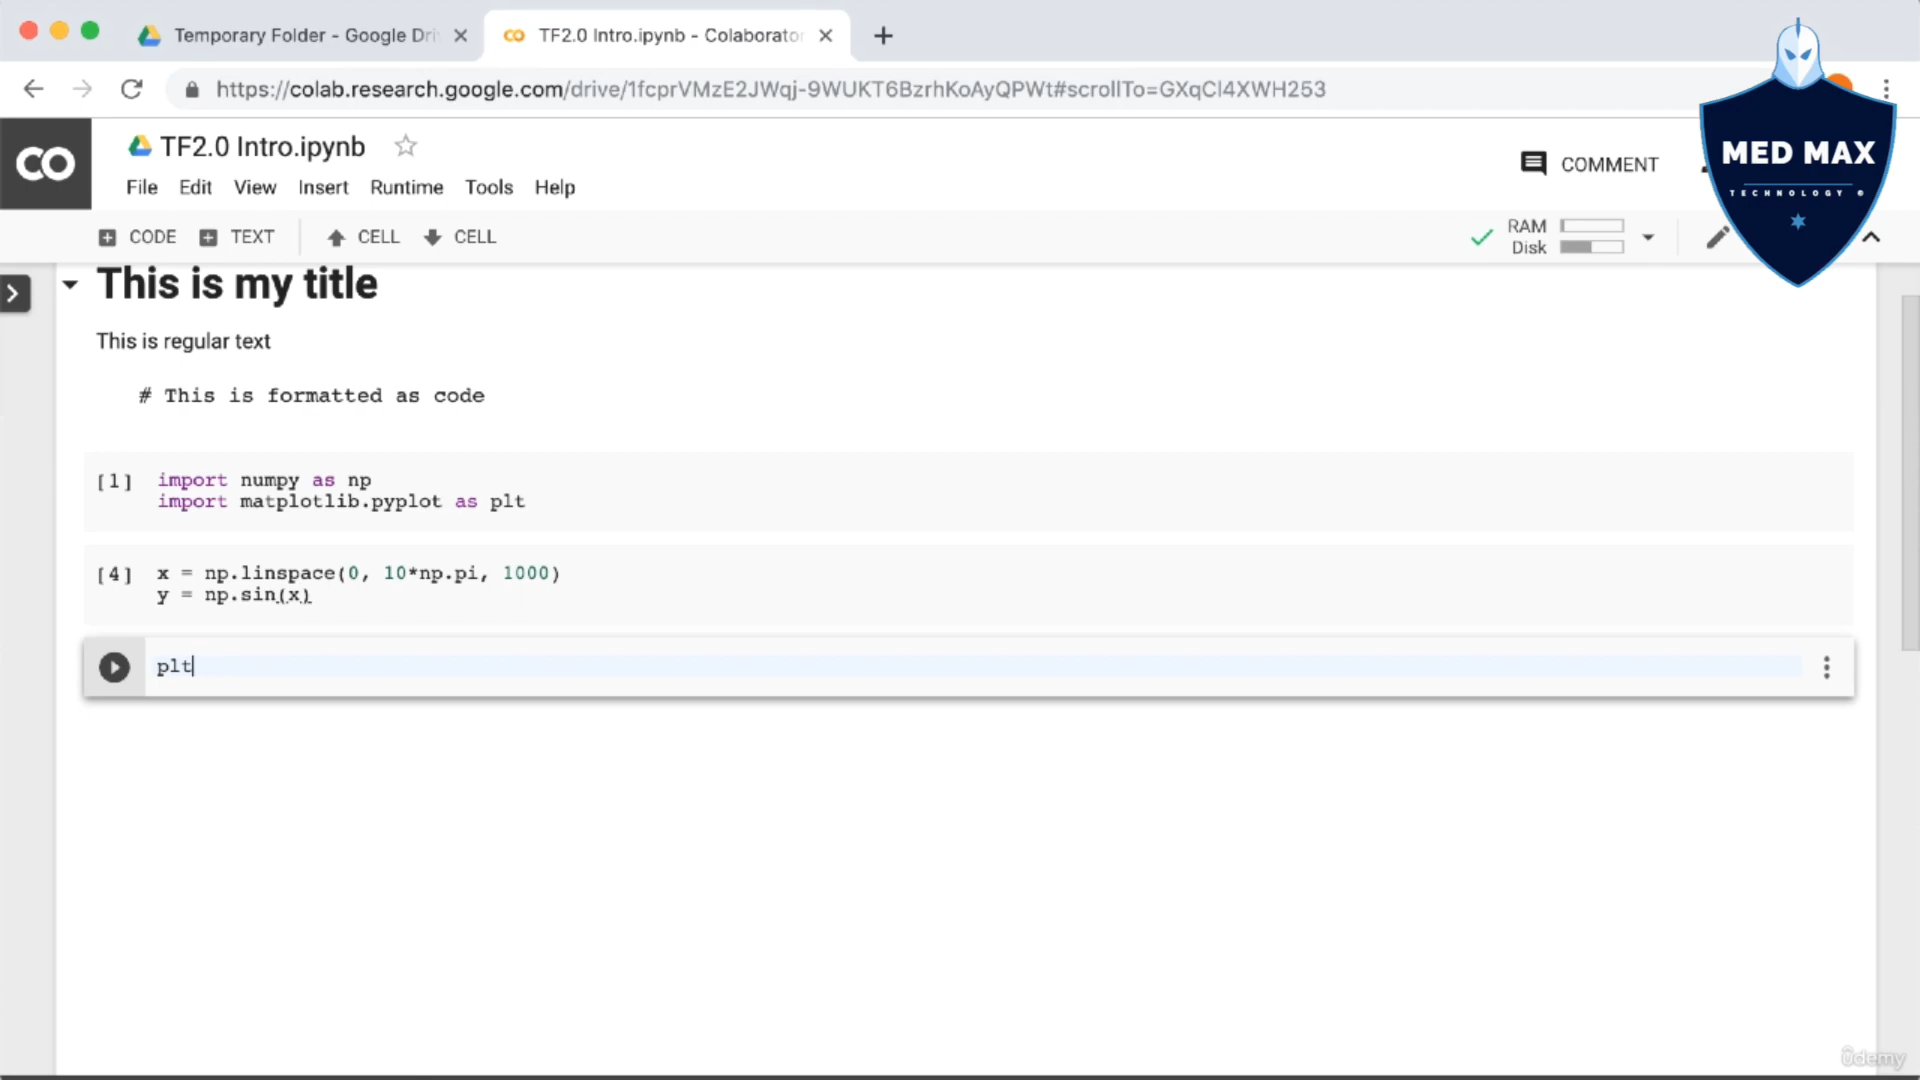 Temporary Folder - Google Dri
TF2.0 Intro.ipynb - Colaborator
https://colab.research.google.com/drive/1fcprVMzE2JWqj-9WUKT6BzrhKoAyQPWt#scrollTo=GXqCl4XWH253
CO
TF2.0 Intro.ipynb
COMMENT
File Edit View Insert Runtime Tools Help
MED MAX
TECHNOLOGY
CODE TEXT CELL CELL
RAM
Disk
This is my title
This is regular text
# This is formatted as code
[1] import numpy as np
import matplotlib.pyplot as plt
[4] x = np.linspace(0, 10*np.pi, 1000)
y = np.sin(x)
plt
ûdemy